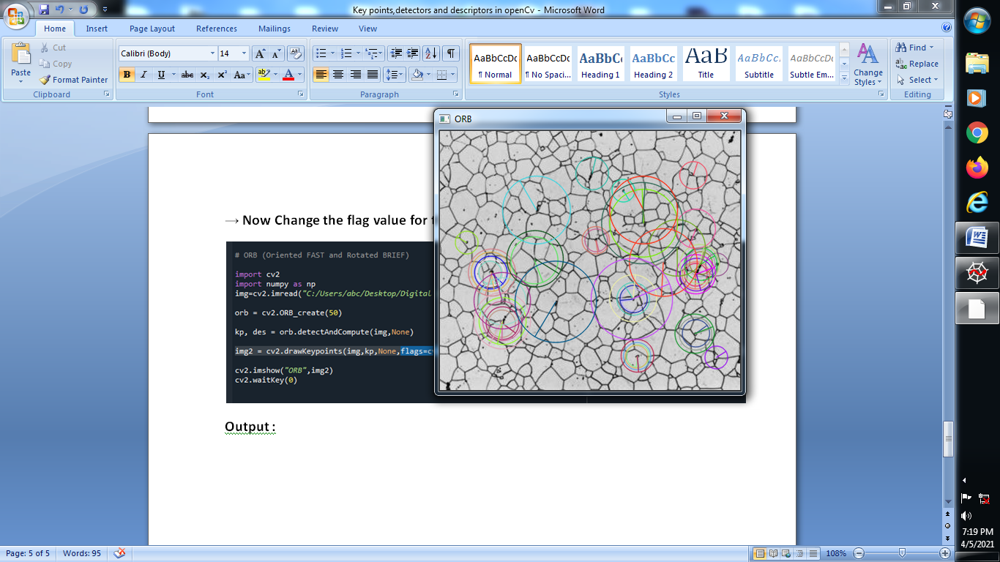 Key points,detectors and descriptors in openCv - Microsoft Word
Home Insert Page Layout References Mailings Review View
Paste
Cut
Copy
Format Painter
Clipboard
Calibri (Body) 14
Font
Paragraph
AaBbCcDc AaBbCcDc AaBbC AaBbCc AaB AaBbCc. AaBbCcDc
¶ Normal ¶ No Spaci... Heading 1 Heading 2 Title Subtitle Subtle Em...
Change Styles
Styles
Find
Replace
Select
Editing
ORB
→ Now Change the flag value for
# ORB (Oriented FAST and Rotated BRIEF)
import cv2
import numpy as np
img=cv2.imread("C:/Users/abc/Desktop/Digital
orb = cv2.ORB_create(50)
kp, des = orb.detectAndCompute(img,None)
img2 = cv2.drawKeypoints(img,kp,None,flags=c
cv2.imshow("ORB",img2)
cv2.waitKey(0)
Output :
Page: 5 of 5 Words: 95
108%
7:19 PM
4/5/2021